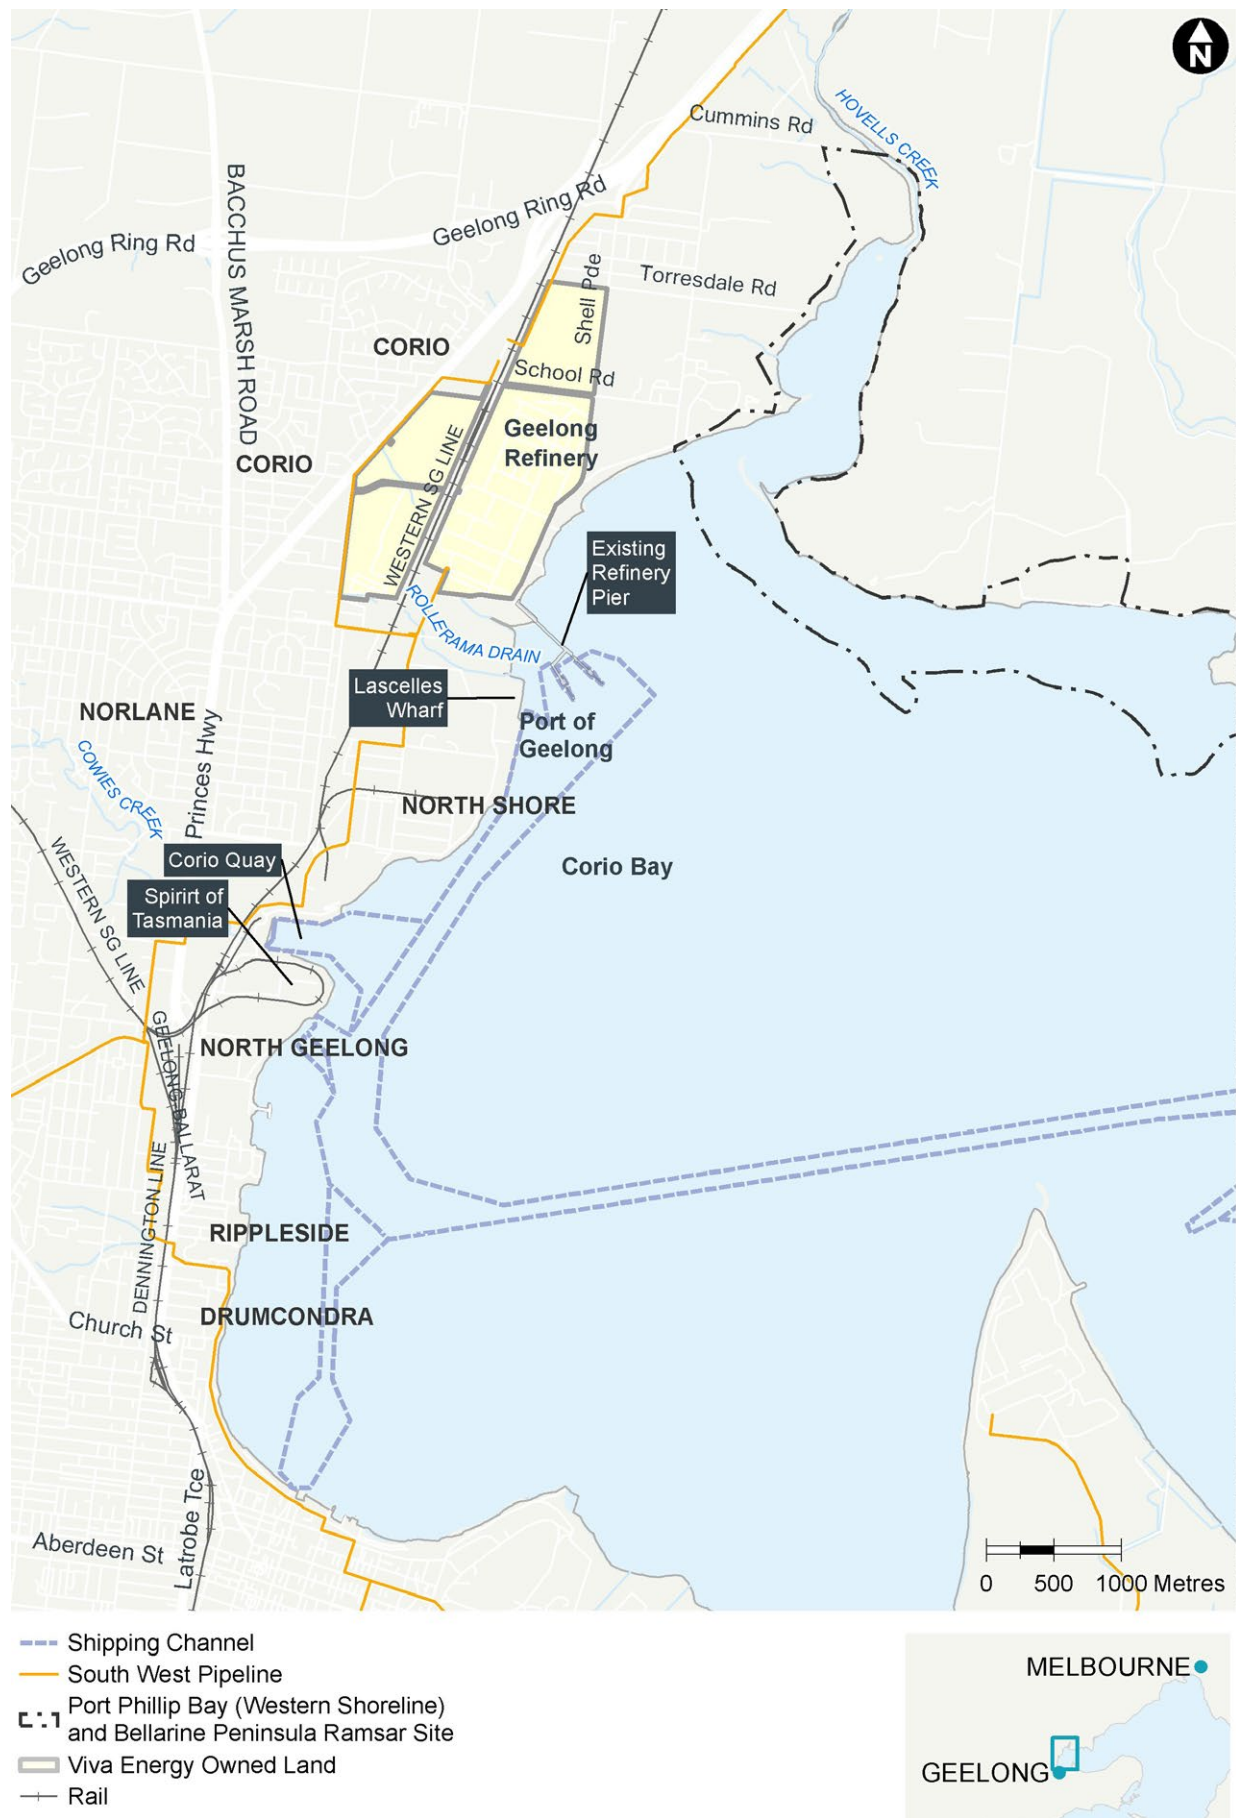 N
HOVELLS CREEK
Cummins Rd
BACCHUS MARSH ROAD
Geelong Ring Rd
Geelong Ring Rd
Shell Pde
Torresdale Rd
CORIO
School Rd
Geelong
Refinery
CORIO
WESTERN SG LINE
Existing
Refinery
Pier
ROLLERAMA DRAIN
Lascelles
Wharf
NORLANE
Port of
Geelong
Princes Hwy
COWIES CREEK
NORTH SHORE
Corio Quay
Corio Bay
WESTERN SG LINE
Spirirt of
Tasmania
GEELONG BALLARAT
NORTH GEELONG
DENNINGTON LINE
RIPPLESIDE
DRUMCONDRA
Church St
Latrobe Tce
Aberdeen St
0 500 1000 Metres
Shipping Channel
South West Pipeline
Port Phillip Bay (Western Shoreline)
and Bellarine Peninsula Ramsar Site
Viva Energy Owned Land
Rail
MELBOURNE
GEELONG